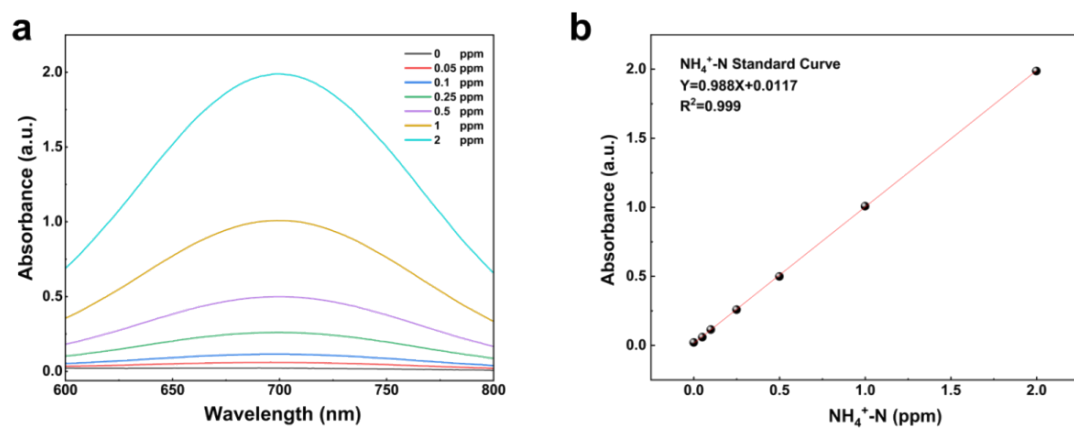 a
Absorbance (a.u.)
2.0
1.5
1.0
0.5
0.0
600
650
700
750
800
Wavelength (nm)
0 ppm
0.05 ppm
0.1 ppm
0.25 ppm
0.5 ppm
1 ppm
2 ppm
b
Absorbance (a.u.)
2.0
1.5
1.0
0.5
0.0
NH₄⁺-N Standard Curve
Y=0.988X+0.0117
R²=0.999
0.0
0.5
1.0
1.5
2.0
NH₄⁺-N (ppm)